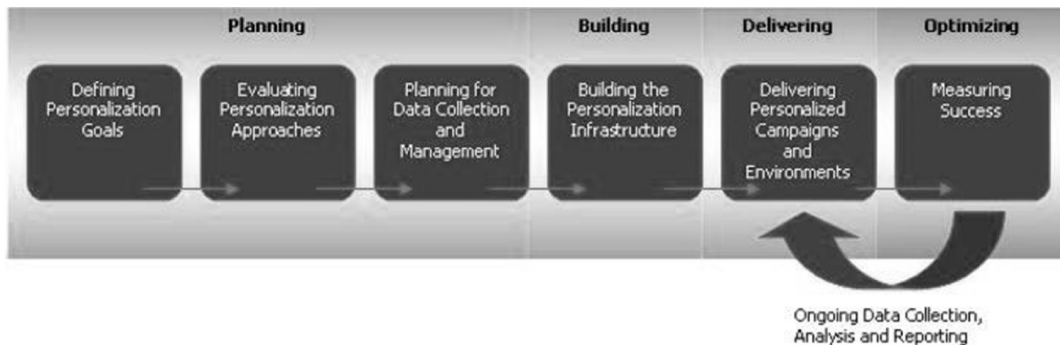 Planning
Building
Delivering
Optimizing
Defining
Personalization
Goals
Evaluating
Personalization
Approaches
Planning for
Data Collection
and
Management
Building the
Personalization
Infrastructure
Delivering
Personalized
Campaigns
and
Environments
Measuring
Success
Ongoing Data Collection,
Analysis and Reporting